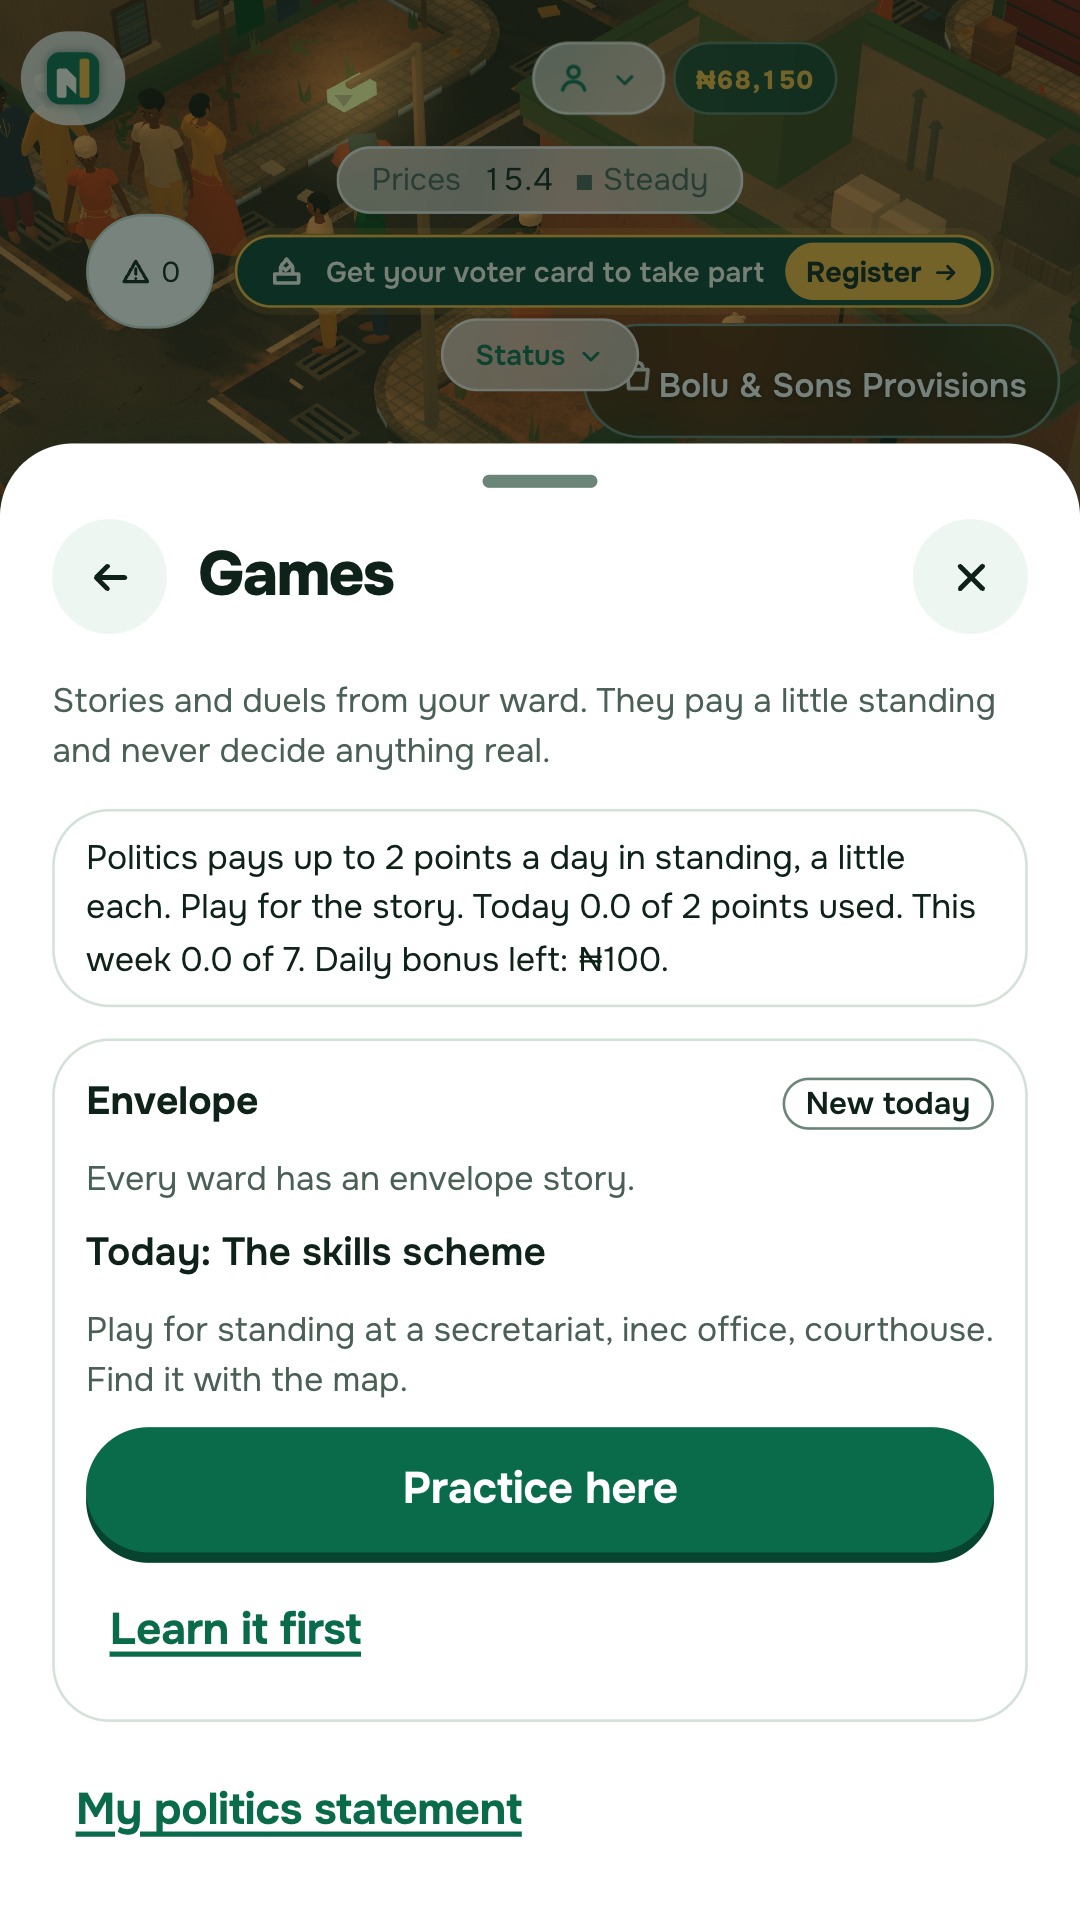 ₦68,150
Prices 15.4 Steady
0
Get your voter card to take part
Register →
Status
Bolu & Sons Provisions
Games
Stories and duels from your ward. They pay a little standing
and never decide anything real.
Politics pays up to 2 points a day in standing, a little
each. Play for the story. Today 0.0 of 2 points used. This
week 0.0 of 7. Daily bonus left: ₦100.
Envelope
New today
Every ward has an envelope story.
Today: The skills scheme
Play for standing at a secretariat, inec office, courthouse.
Find it with the map.
Practice here
Learn it first
My politics statement